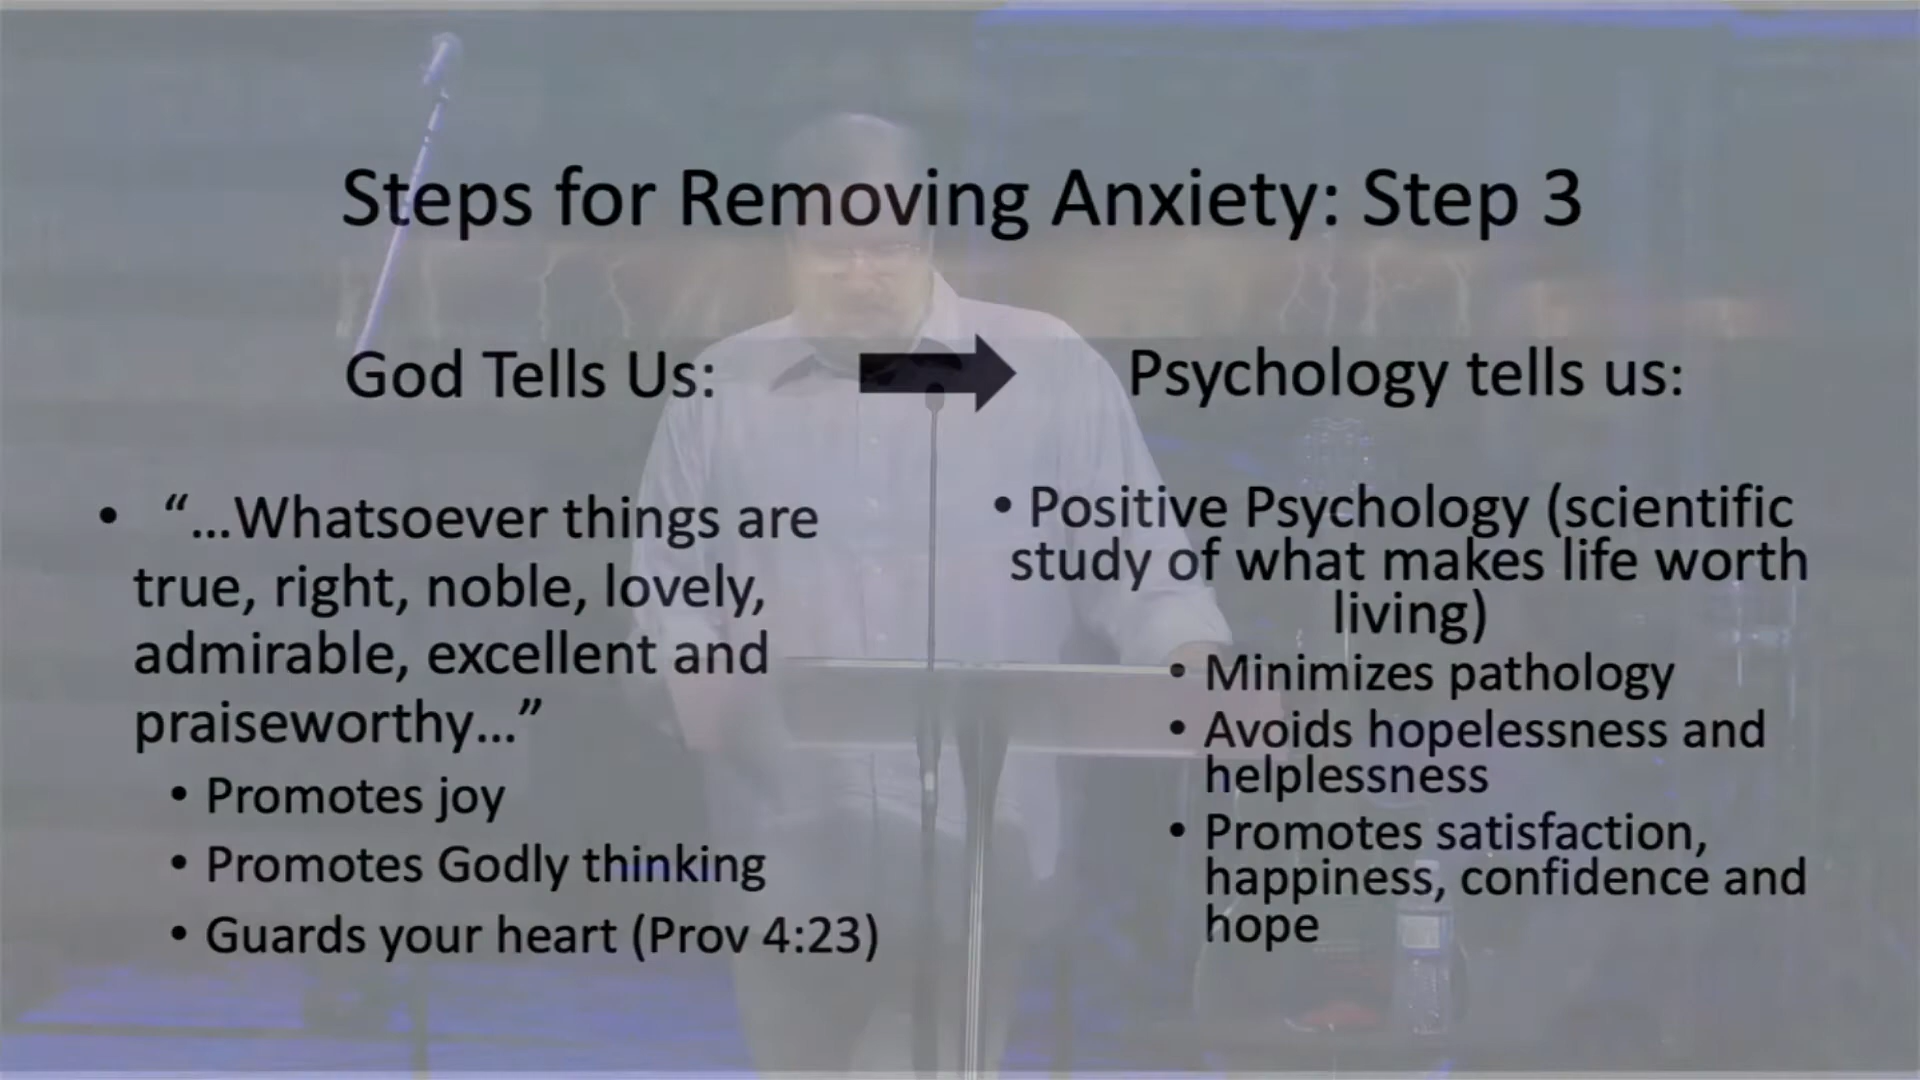 Steps for Removing Anxiety: Step 3
God Tells Us:
Psychology tells us:
• “...Whatsoever things are
true, right, noble, lovely,
admirable, excellent and
praiseworthy...”
• Promotes joy
• Promotes Godly thinking
• Guards your heart (Prov 4:23)
• Positive Psychology (scientific
study of what makes life worth
living)
• Minimizes pathology
• Avoids hopelessness and
helplessness
• Promotes satisfaction,
happiness, confidence and
hope